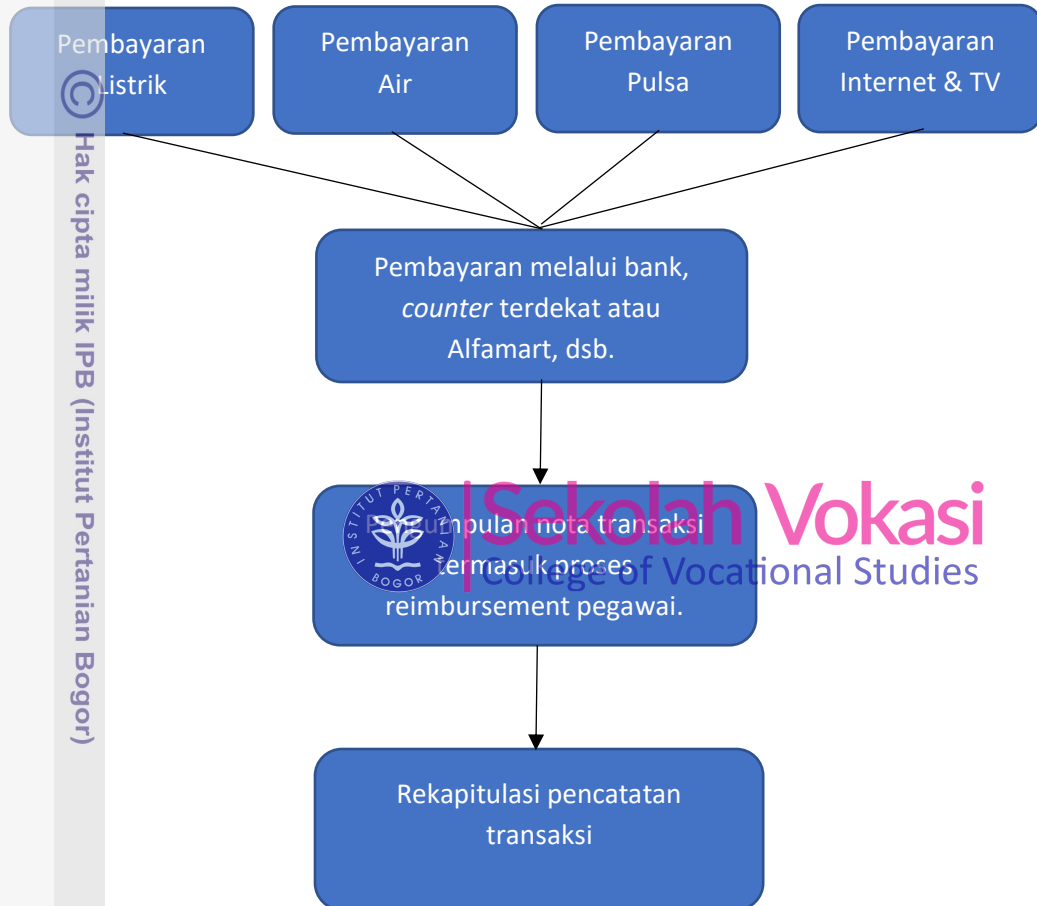 Pembayaran
Listrik
Pembayaran
Air
Pembayaran
Pulsa
Pembayaran
Internet & TV
Pembayaran melalui bank,
counter terdekat atau
Alfamart, dsb.
Pengumpulan nota transaksi
termasuk proses
reimbursement pegawai.
Rekapitulasi pencatatan
transaksi
© Hak cipta milik IPB (Institut Pertanian Bogor)
INSTITUT PERTANIAN
BOGOR
Sekolah Vokasi
College of Vocational Studies